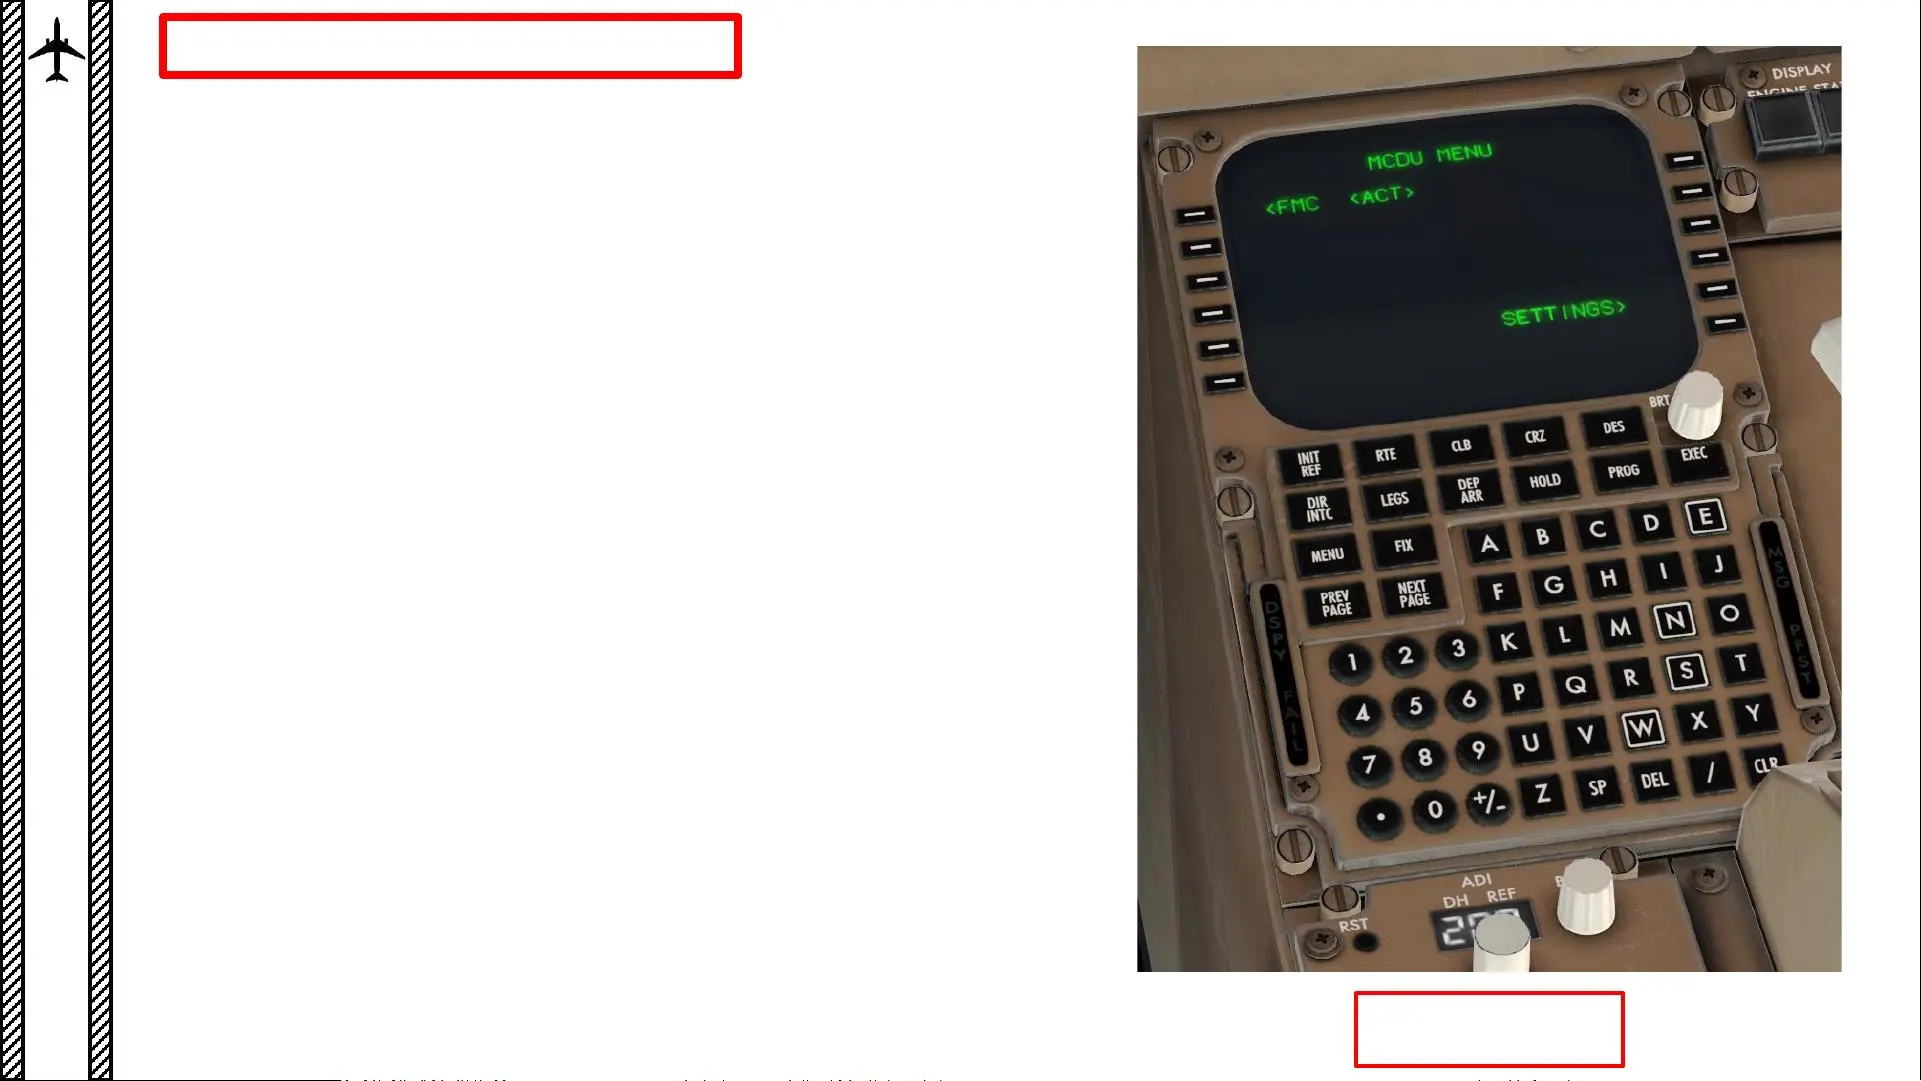 DISPLAY
MCDU MENU
<FMC <ACT>
SETTINGS>
BRT
INIT REF
RTE
CLB
CRZ
DES
DIR INTC
LEGS
DEP ARR
HOLD
PROG
EXEC
MENU
FIX
PREV PAGE
NEXT PAGE
A B C D E
F G H I J
K L M N O
P Q R S T
U V W X Y
Z SP DEL / CLR
1 2 3
4 5 6
7 8 9
. 0 +/-
DSPY FAIL
MSG
ADI
DH REF
RST